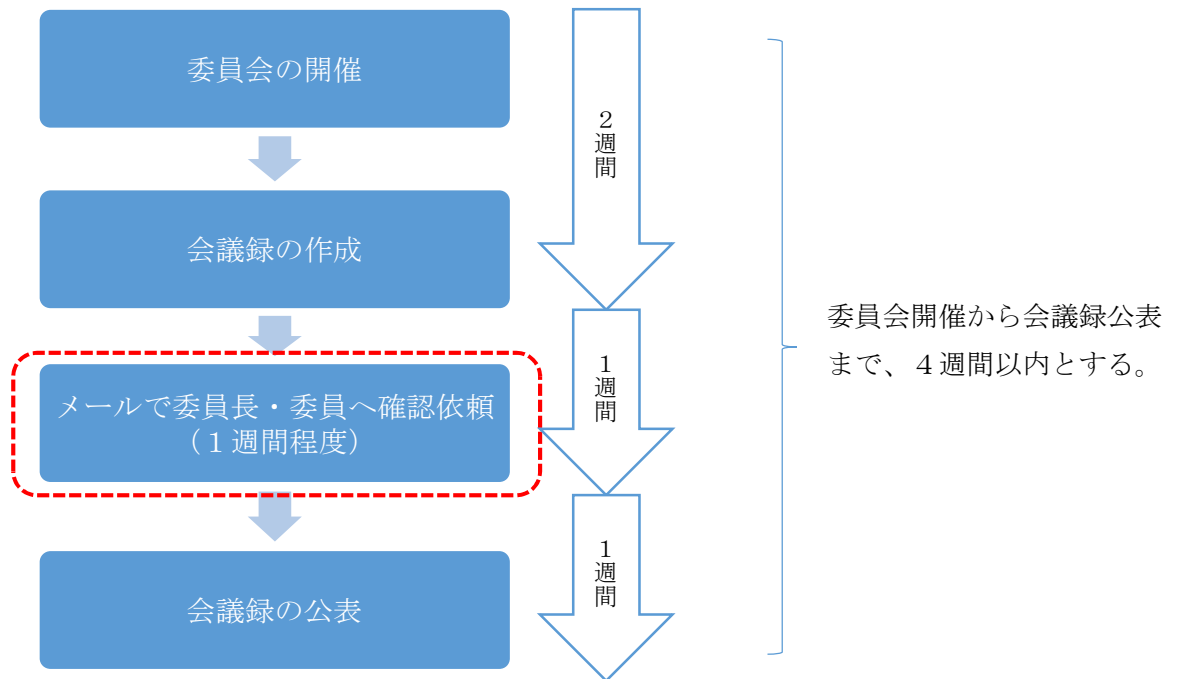 委員会の開催
２週間
会議録の作成
メールで委員長・委員へ確認依頼
（１週間程度）
１週間
会議録の公表
１週間
委員会開催から会議録公表
まで、４週間以内とする。